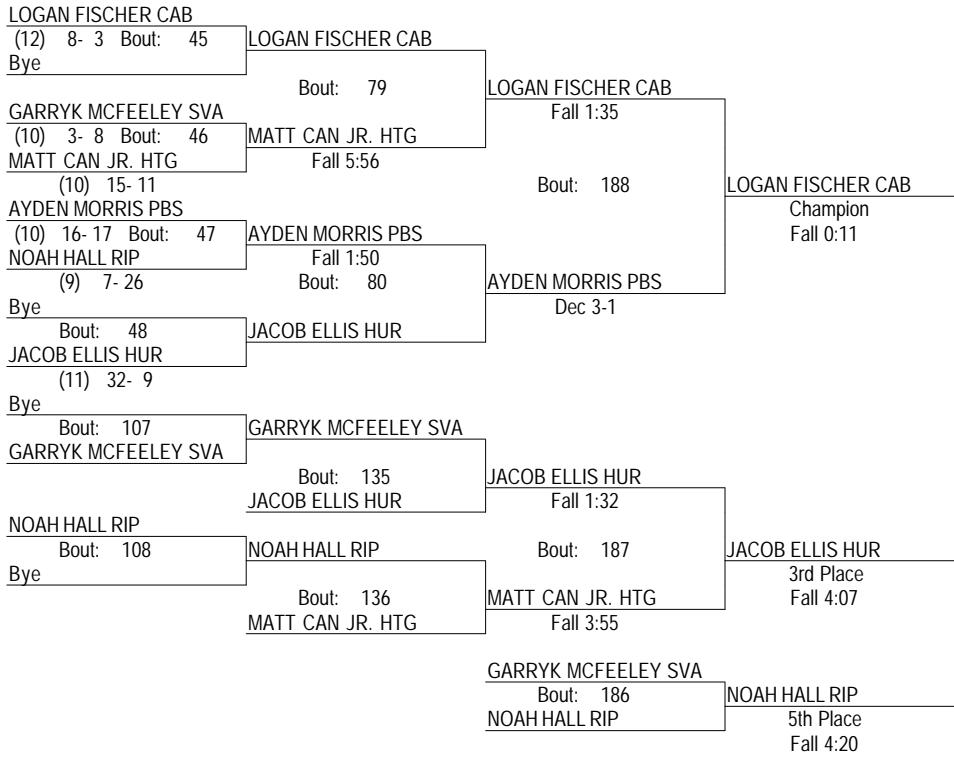 LOGAN FISCHER CAB
(12) 8- 3 Bout: 45
Bye
LOGAN FISCHER CAB
Bout: 79
GARRYK MCFEELEY SVA
(10) 3- 8 Bout: 46
MATT CAN JR. HTG
(10) 15- 11
MATT CAN JR. HTG
Fall 5:56
LOGAN FISCHER CAB
Fall 1:35
Bout: 188
AYDEN MORRIS PBS
(10) 16- 17 Bout: 47
NOAH HALL RIP
(9) 7- 26
AYDEN MORRIS PBS
Fall 1:50
Bout: 80
Bye
Bout: 48
JACOB ELLIS HUR
(11) 32- 9
JACOB ELLIS HUR
AYDEN MORRIS PBS
Dec 3-1
LOGAN FISCHER CAB
Champion
Fall 0:11
Bye
Bout: 107
GARRYK MCFEELEY SVA
GARRYK MCFEELEY SVA
Bout: 135
JACOB ELLIS HUR
JACOB ELLIS HUR
Fall 1:32
Bout: 187
NOAH HALL RIP
Bout: 108
Bye
NOAH HALL RIP
Bout: 136
MATT CAN JR. HTG
MATT CAN JR. HTG
Fall 3:55
JACOB ELLIS HUR
3rd Place
Fall 4:07
GARRYK MCFEELEY SVA
Bout: 186
NOAH HALL RIP
NOAH HALL RIP
5th Place
Fall 4:20